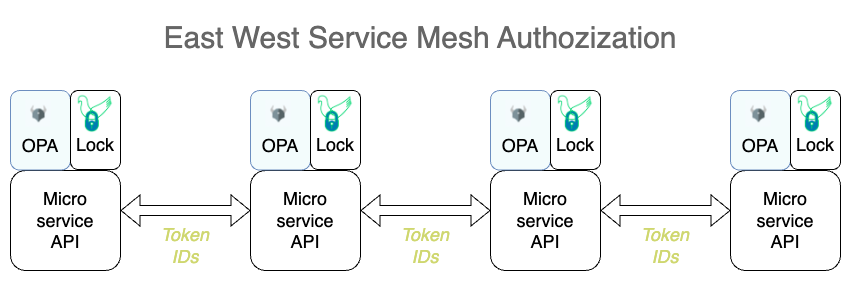 East West Service Mesh Authozization
OPA
Lock
OPA
Lock
OPA
Lock
OPA
Lock
Micro
service
API
Token
IDs
Micro
service
API
Token
IDs
Micro
service
API
Token
IDs
Micro
service
API